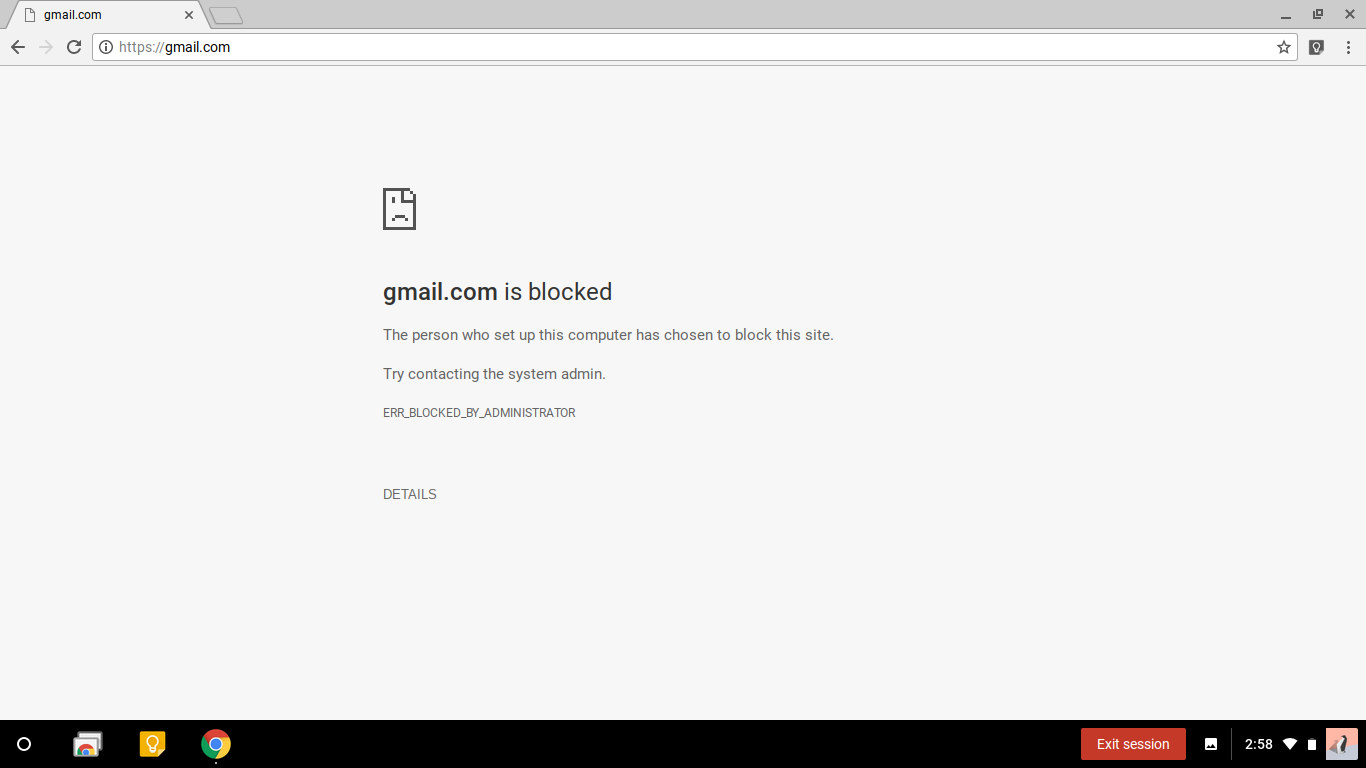 gmail.com
https://gmail.com
gmail.com is blocked
The person who set up this computer has chosen to block this site.
Try contacting the system admin.
ERR_BLOCKED_BY_ADMINISTRATOR
DETAILS
Exit session
2:58